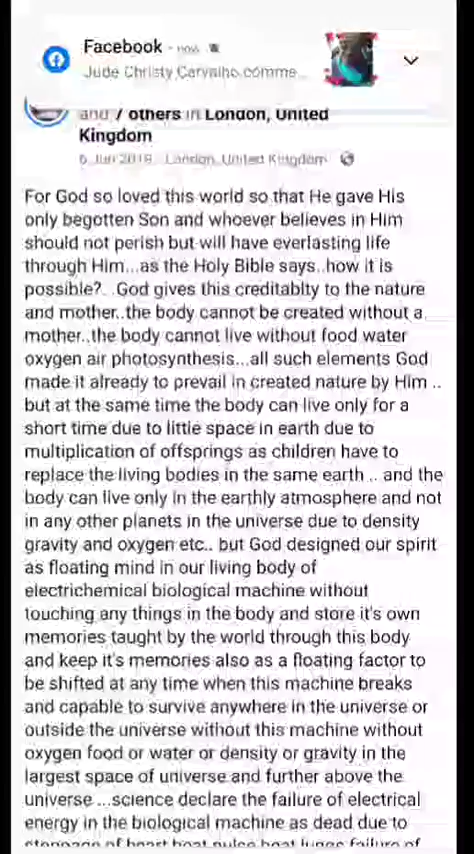 Facebook · now
Jude Christy Carvalho comme...
and 7 others in London, United
Kingdom
6 Jun 2019 · London, United Kingdom ·
For God so loved this world so that He gave His
only begotten Son and whoever believes in Him
should not perish but will have everlasting life
through Him...as the Holy Bible says..how it is
possible?. .God gives this creditablty to the nature
and mother..the body cannot be created without a
mother..the body cannot live without food water
oxygen air photosynthesis...all such elements God
made it already to prevail in created nature by Him ..
but at the same time the body can live only for a
short time due to little space in earth due to
multiplication of offsprings as children have to
replace the living bodies in the same earth .. and the
body can live only in the earthly atmosphere and not
in any other planets in the universe due to density
gravity and oxygen etc.. but God designed our spirit
as floating mind in our living body of
electrichemical biological machine without
touching any things in the body and store it's own
memories taught by the world through this body
and keep it's memories also as a floating factor to
be shifted at any time when this machine breaks
and capable to survive anywhere in the universe or
outside the universe without this machine without
oxygen food or water or density or gravity in the
largest space of universe and further above the
universe ...science declare the failure of electrical
energy in the biological machine as dead due to
stoppage of heart beat pulse beat lungs failure of